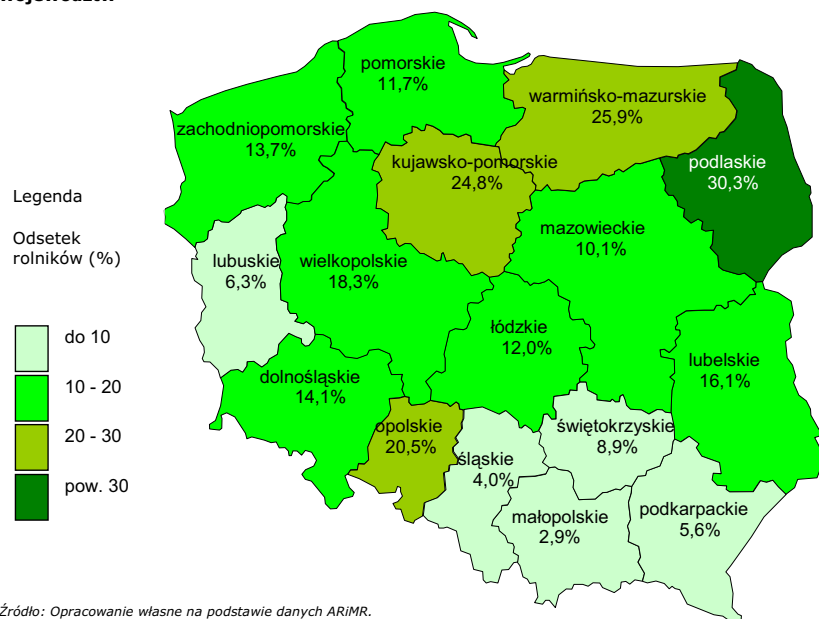 pomorskie
11,7%
warmińsko-mazurskie
25,9%
zachodniopomorskie
13,7%
kujawsko-pomorskie
24,8%
podlaskie
30,3%
Legenda
Odsetek
rolników (%)
mazowieckie
10,1%
lubuskie
6,3%
wielkopolskie
18,3%
łódzkie
12,0%
do 10
10 - 20
20 - 30
pow. 30
lubelskie
16,1%
dolnośląskie
14,1%
opolskie
20,5%
świętokrzyskie
8,9%
śląskie
4,0%
małopolskie
2,9%
podkarpackie
5,6%
Źródło: Opracowanie własne na podstawie danych ARiMR.